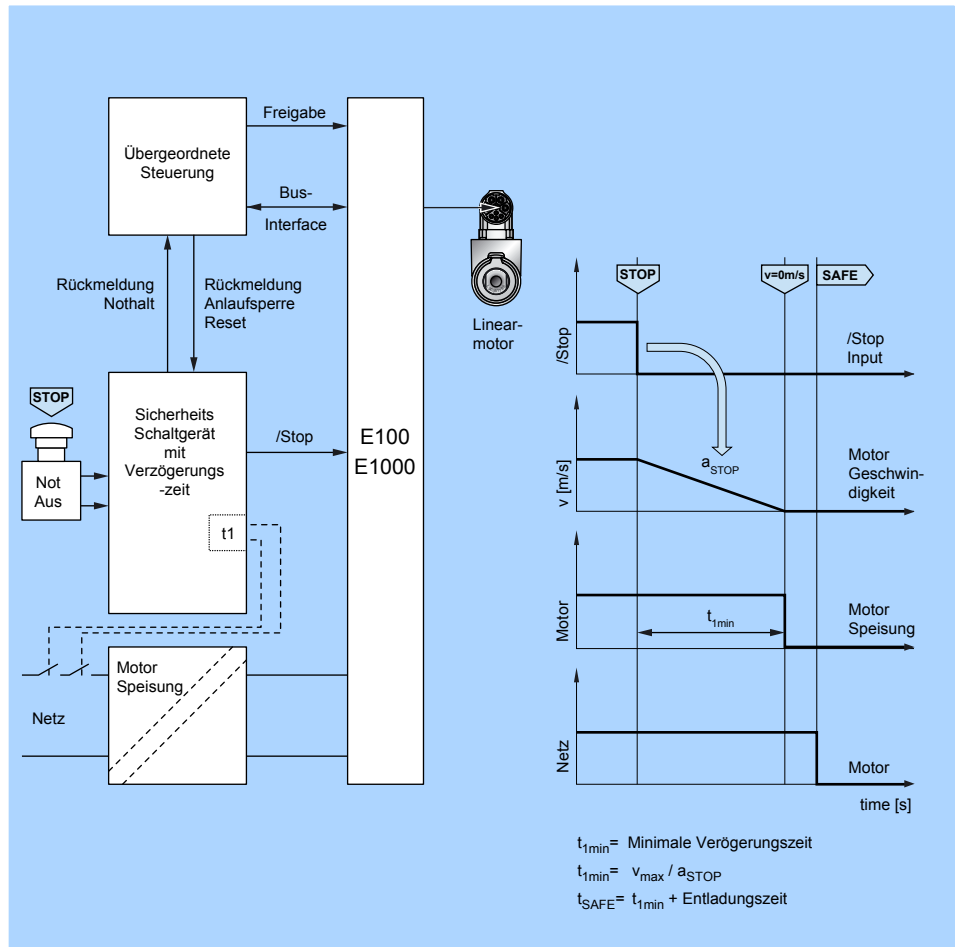 Freigabe
Übergeordnete
Steuerung
Bus-
Interface
Rückmeldung
Nothalt
Rückmeldung
Anlaufsperre
Reset
Linear-
motor
STOP
Not
Aus
Sicherheits
Schaltgerät
mit
Verzögerungs
-zeit
/Stop
t1
E100
E1000
Motor
Speisung
Netz
STOP
v=0m/s
SAFE
/Stop
/Stop
Input
aSTOP
v [m/s]
Motor
Geschwin-
digkeit
Motor
t1min
Motor
Speisung
Netz
Motor
time [s]
t1min= Minimale Verögerungszeit
t1min= vmax / aSTOP
tSAFE= t1min + Entladungszeit